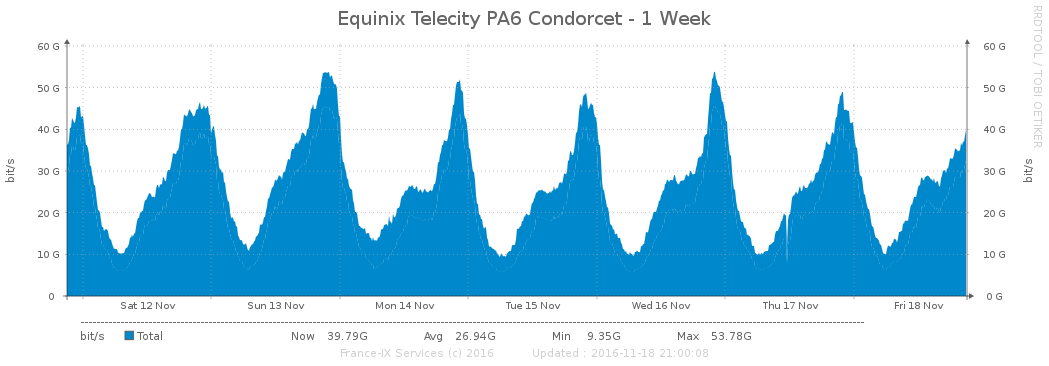 Equinix Telecity PA6 Condorcet - 1 Week
RRDTOOL / TOBI OETIKER
bit/s
60 G
50 G
40 G
30 G
20 G
10 G
0
60 G
50 G
40 G
30 G
20 G
10 G
0 G
bit/s
Sat 12 Nov Sun 13 Nov Mon 14 Nov Tue 15 Nov Wed 16 Nov Thu 17 Nov Fri 18 Nov
bit/s Total Now 39.79G Avg 26.94G Min 9.35G Max 53.78G
France-IX Services (c) 2016 Updated : 2016-11-18 21:00:08